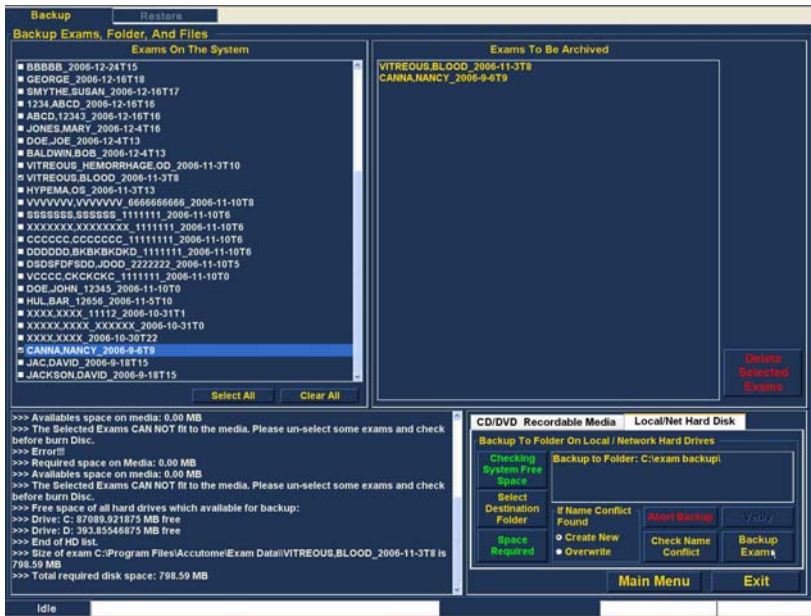 Backup
Restore
Backup Exams, Folder, And Files
Exams On The System
BBBBB_2006-12-24T15
GEORGE_2006-12-16T18
SMYTHE,SUSAN_2006-12-16T17
1234,ABCD_2006-12-16T16
ABCD,12343_2006-12-16T16
JONES,MARY_2006-12-4T16
DOE,JOE_2006-12-4T13
BALDWIN,BOB_2006-12-4T13
VITREOUS_HEMORRHAGE,OD_2006-11-3T10
VITREOUS,BLOOD_2006-11-3T8
HYPEMA,OS_2006-11-3T13
VVVVVVV,VVVVVVV_6666666666_2006-11-10T8
SSSSSSS,SSSSSS_1111111_2006-11-10T6
XXXXXXX,XXXXXXXX_1111111_2006-11-10T6
CCCCCC,CCCCCCC_11111111_2006-11-10T6
DDDDDD,BKBKBKDKD_1111111_2006-11-10T6
DSDSFDFSDD,JDOD_2222222_2006-11-10T5
VCCCC,CKCKCKC_1111111_2006-11-10T0
DOE,JOHN_12345_2006-11-10T0
HUL,BAR_12656_2006-11-5T10
XXXX,XXXX_11112_2006-10-31T1
XXXXX,XXXX_XXXXXX_2006-10-31T0
XXXX,XXXX_2006-10-30T22
CANNA,NANCY_2006-9-6T9
JAC,DAVID_2006-9-18T15
JACKSON,DAVID_2006-9-18T15
Select All
Clear All
Exams To Be Archived
VITREOUS,BLOOD_2006-11-3T8
CANNA,NANCY_2006-9-6T9
Delete
Selected
Exams
>>> Availables space on media: 0,00 MB
>>> The Selected Exams CAN NOT fit to the media. Please un-select some exams and check
before burn Disc.
>>> Error!!!
>>> Required space on Media: 0.00 MB
>>> Availables space on media: 0.00 MB
>>> The Selected Exams CAN NOT fit to the media. Please un-select some exams and check
before burn Disc.
>>> Free space of all hard drives which available for backup:
>>> Drive: C: 87089.921875 MB free
>>> Drive: D: 393.85546875 MB free
>>> End of HD list.
>>> Size of exam C:\Program Files\Accutome\Exam Data\\VITREOUS,BLOOD_2006-11-3T8 is
798.59 MB
>>> Total required disk space: 798.59 MB
CD/DVD Recordable Media
Local/Net Hard Disk
Backup To Folder On Local / Network Hard Drives
Checking
System Free
Space
Backup to Folder: C:\exam backup\
Select
Destination
Folder
If Name Conflict
Found
Abort Backup
Verify
Space
Required
Create New
Overwrite
Check Name
Conflict
Backup
Exams
Main Menu
Exit
Idle